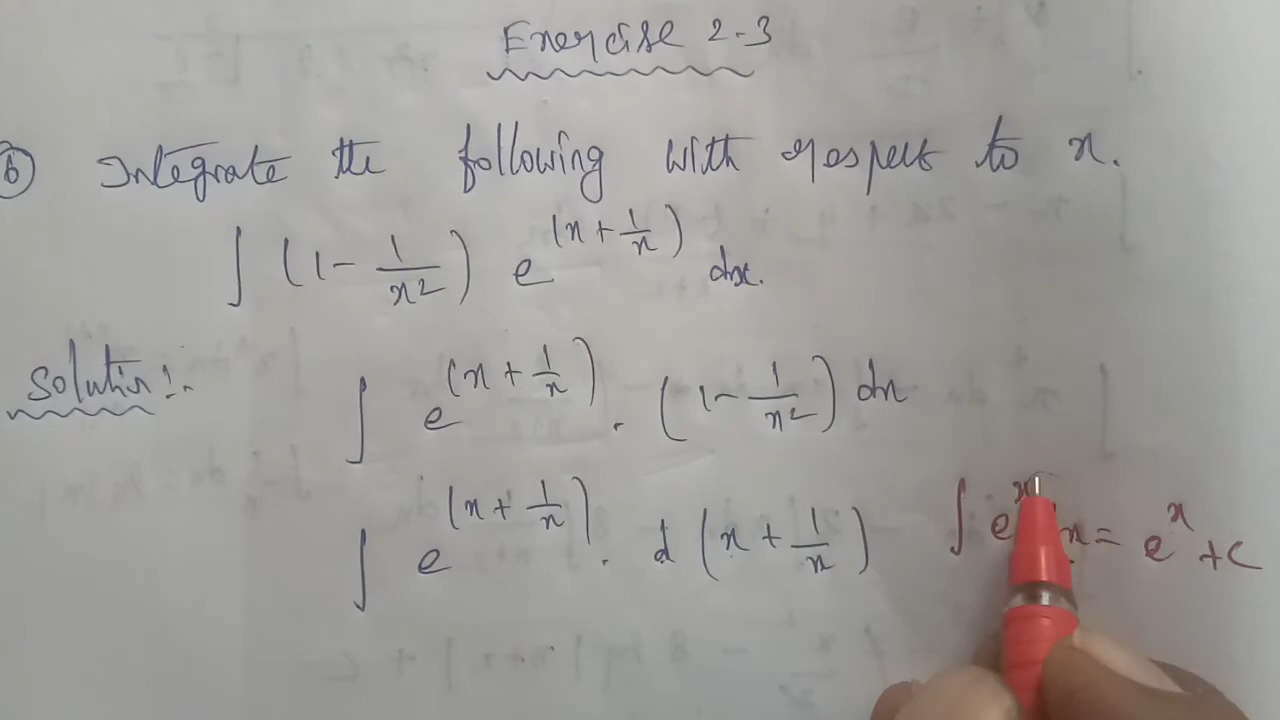 Exercise 2-3
6 Integrate the following with respect to x.
∫ (1 - 1/x²) e^(x + 1/x) dx.
Solution:
∫ e^(x + 1/x) . (1 - 1/x²) dx
∫ e^(x + 1/x) . d (x + 1/x) ∫ e^x dx = e^x + c